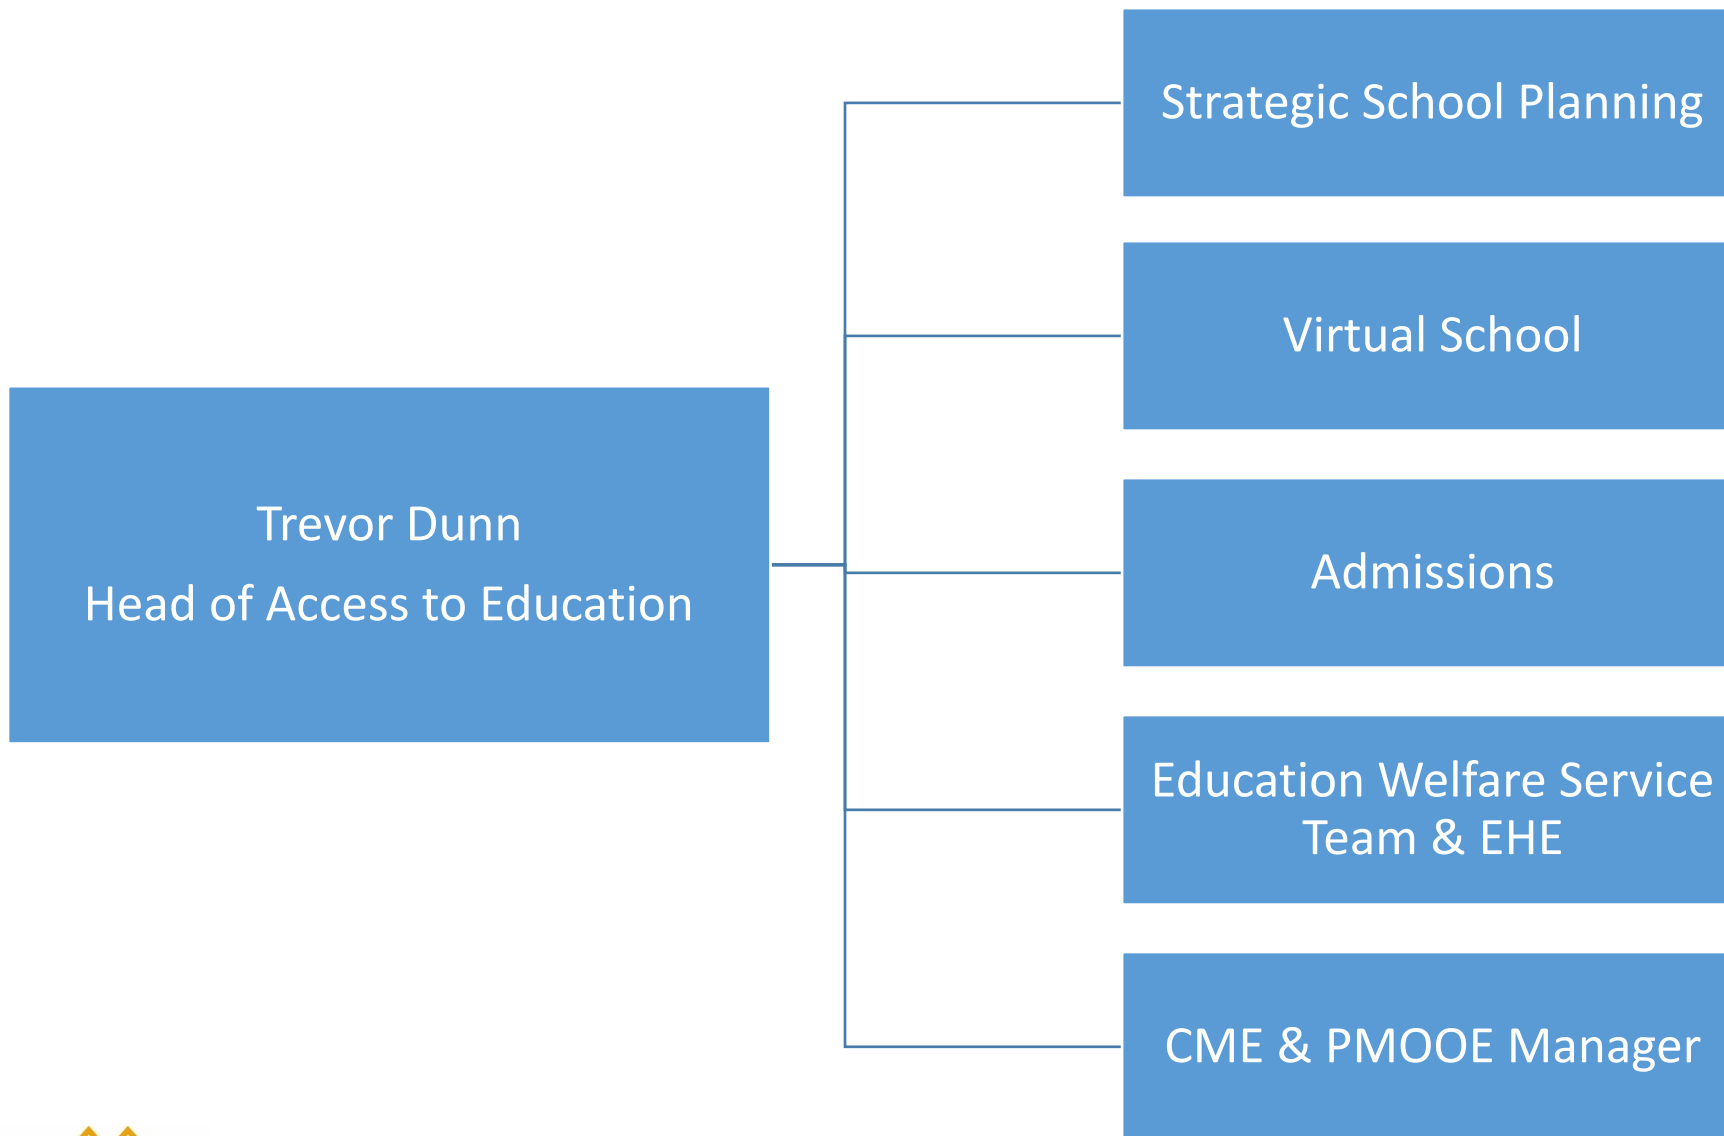 Strategic School Planning
Virtual School
Trevor Dunn
Head of Access to Education
Admissions
Education Welfare Service
Team & EHE
CME & PMOOE Manager